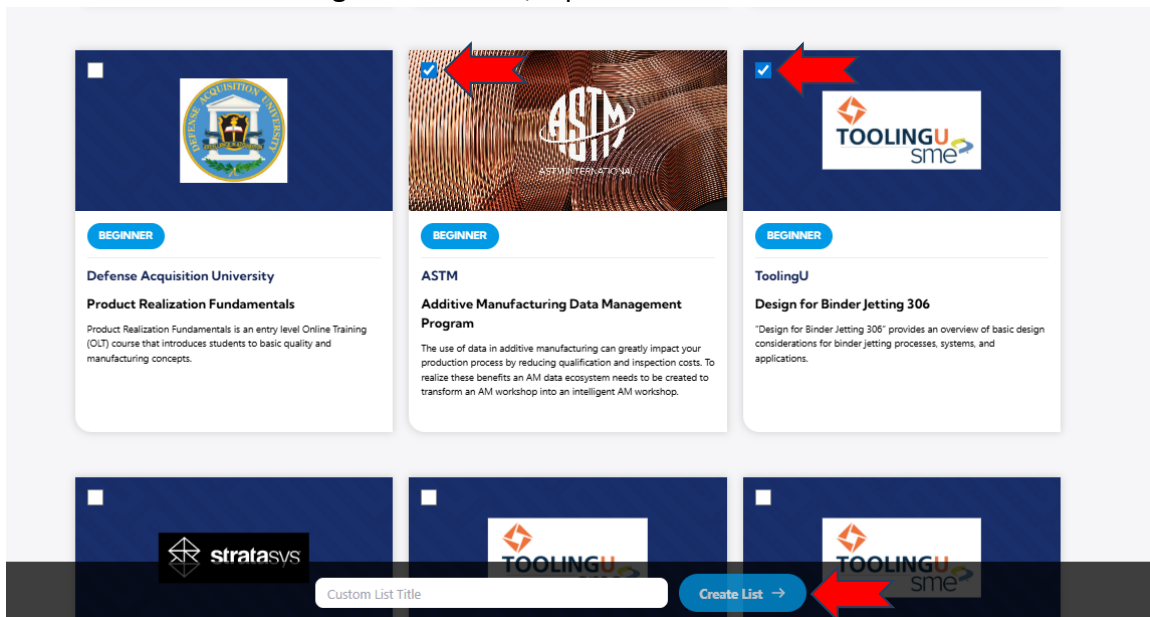 DEFENSE ACQUISITION UNIVERSITY
ASTM
ASTM INTERNATIONAL
TOOLINGU
sme
BEGINNER
Defense Acquisition University
Product Realization Fundamentals
Product Realization Fundamentals is an entry level Online Training
(OLT) course that introduces students to basic quality and
manufacturing concepts.
BEGINNER
ASTM
Additive Manufacturing Data Management
Program
The use of data in additive manufacturing can greatly impact your
production process by reducing qualification and inspection costs. To
realize these benefits an AM data ecosystem needs to be created to
transform an AM workshop into an intelligent AM workshop.
BEGINNER
ToolingU
Design for Binder Jetting 306
"Design for Binder Jetting 306" provides an overview of basic design
considerations for binder jetting processes, systems, and
applications.
stratasys
TOOLINGU
TOOLINGU
sme
Custom List Title
Create List →